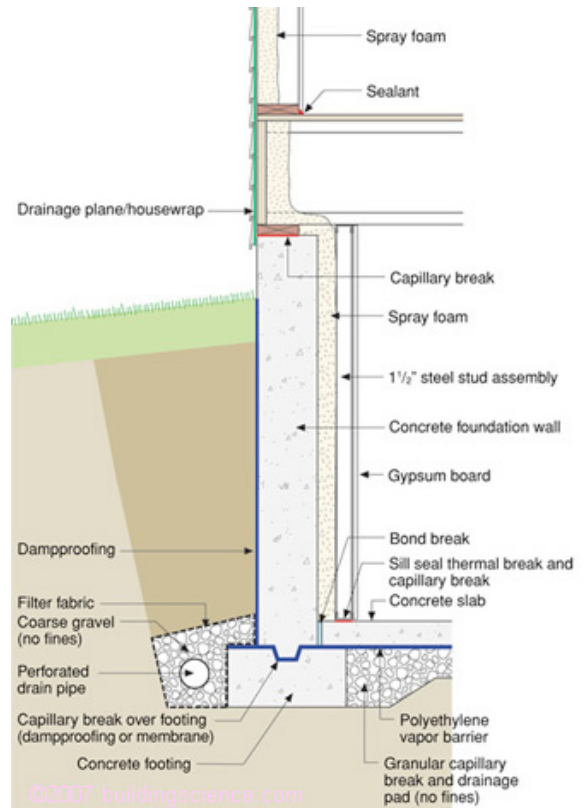 Spray foam
Sealant
Drainage plane/housewrap
Capillary break
Spray foam
1½" steel stud assembly
Concrete foundation wall
Gypsum board
Bond break
Dampproofing
Sill seal thermal break and
capillary break
Filter fabric
Concrete slab
Coarse gravel
(no fines)
Perforated
drain pipe
Capillary break over footing
(dampproofing or membrane)
Polyethylene
vapor barrier
Concrete footing
Granular capillary
break and drainage
pad (no fines)
©2007 buildingscience.com